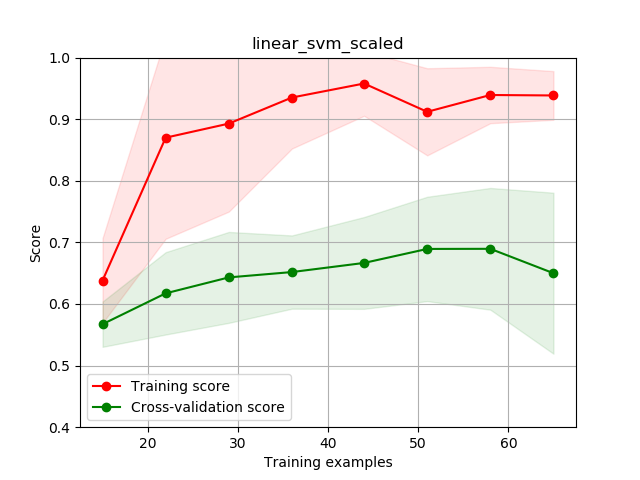 linear_svm_scaled
1.0
0.9
0.8
0.7
0.6
0.5
0.4
Score
Training score
Cross-validation score
20 30 40 50 60
Training examples